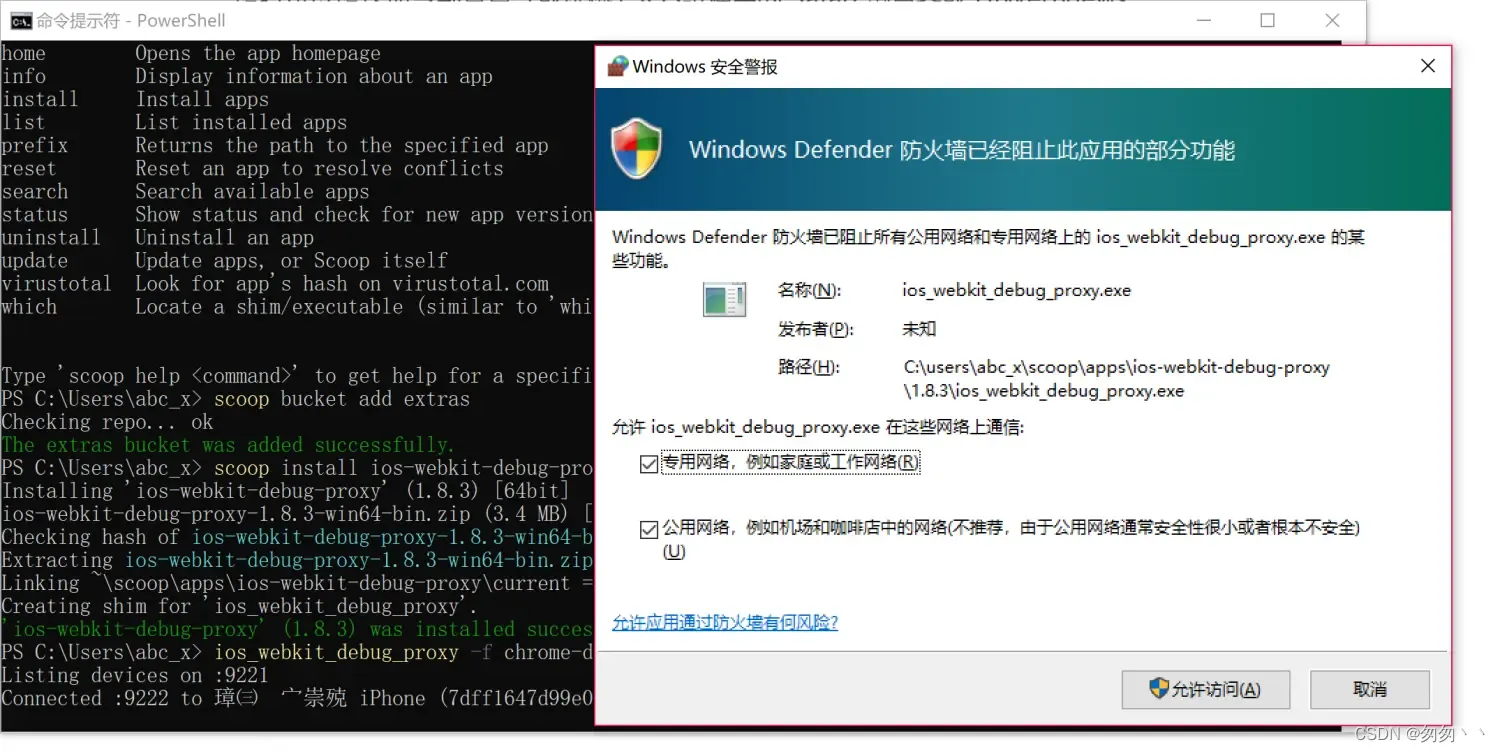 命令提示符 - PowerShell
home Opens the app homepage
info Display information about an app
install Install apps
list List installed apps
prefix Returns the path to the specified app
reset Reset an app to resolve conflicts
search Search available apps
status Show status and check for new app version
uninstall Uninstall an app
update Update apps, or Scoop itself
virustotal Look for app's hash on virustotal.com
which Locate a shim/executable (similar to 'whi
Type 'scoop help <command>' to get help for a specifi
PS C:\Users\abc_x> scoop bucket add extras
Checking repo... ok
The extras bucket was added successfully.
PS C:\Users\abc_x> scoop install ios-webkit-debug-pro
Installing 'ios-webkit-debug-proxy' (1.8.3) [64bit]
ios-webkit-debug-proxy-1.8.3-win64-bin.zip (3.4 MB) [
Checking hash of ios-webkit-debug-proxy-1.8.3-win64-b
Extracting ios-webkit-debug-proxy-1.8.3-win64-bin.zip
Linking ~\scoop\apps\ios-webkit-debug-proxy\current =
Creating shim for 'ios_webkit_debug_proxy'.
'ios-webkit-debug-proxy' (1.8.3) was installed succes
PS C:\Users\abc_x> ios_webkit_debug_proxy -f chrome-d
Listing devices on :9221
Connected :9222 to 璋㈢ 宀崇殑 iPhone (7dff1647d99e0
Windows 安全警报
Windows Defender 防火墙已经阻止此应用的部分功能
Windows Defender 防火墙已阻止所有公用网络和专用网络上的 ios_webkit_debug_proxy.exe 的某
些功能。
名称(N): ios_webkit_debug_proxy.exe
发布者(P): 未知
路径(H): C:\users\abc_x\scoop\apps\ios-webkit-debug-proxy
\1.8.3\ios_webkit_debug_proxy.exe
允许 ios_webkit_debug_proxy.exe 在这些网络上通信:
专用网络，例如家庭或工作网络(R)
公用网络，例如机场和咖啡店中的网络(不推荐，由于公用网络通常安全性很小或者根本不安全)
(U)
允许应用通过防火墙有何风险?
允许访问(A)
取消
CSDN @匆匆丶丶